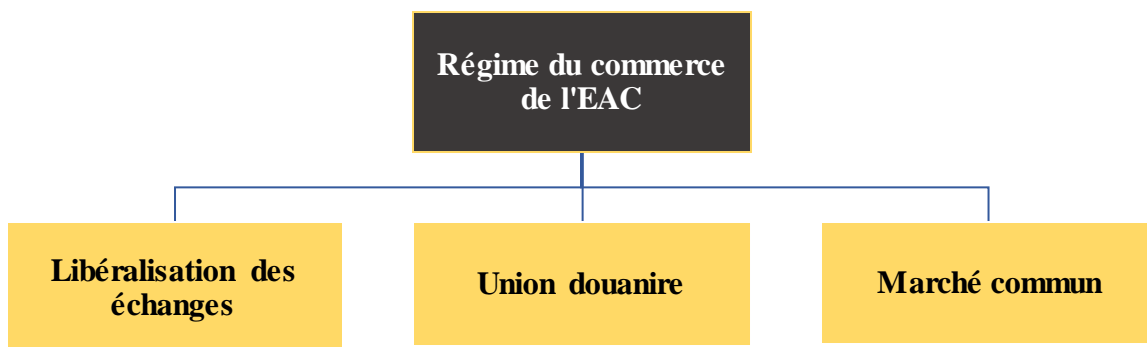 Régime du commerce
de l'EAC
Libéralisation des
échanges
Union douanire
Marché commun